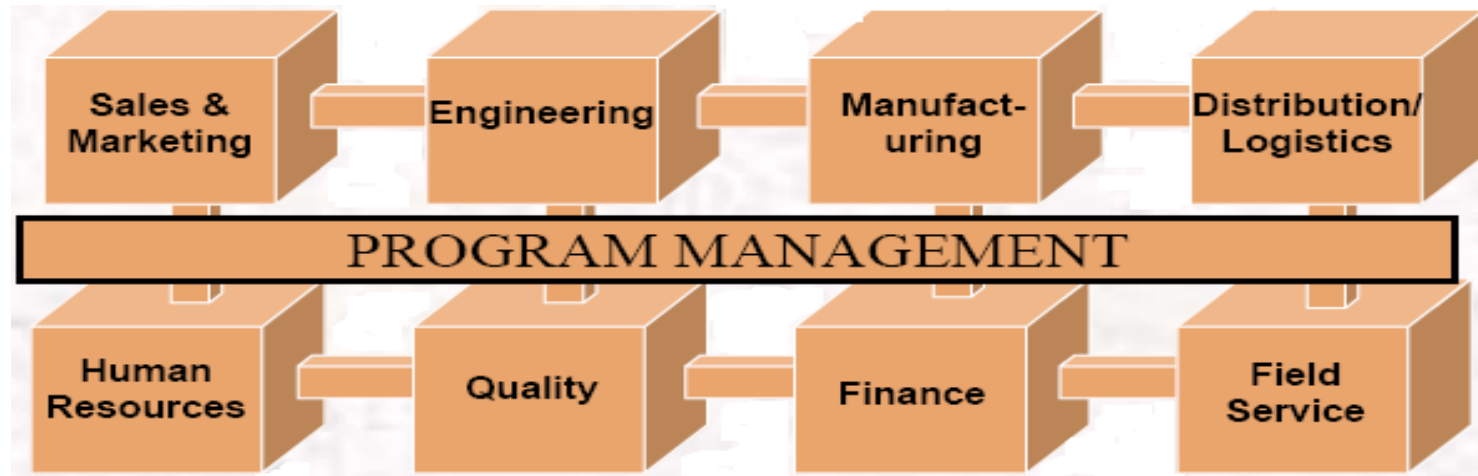 Sales &
Marketing
Engineering
Manufact-
uring
Distribution/
Logistics
PROGRAM MANAGEMENT
Human
Resources
Quality
Finance
Field
Service